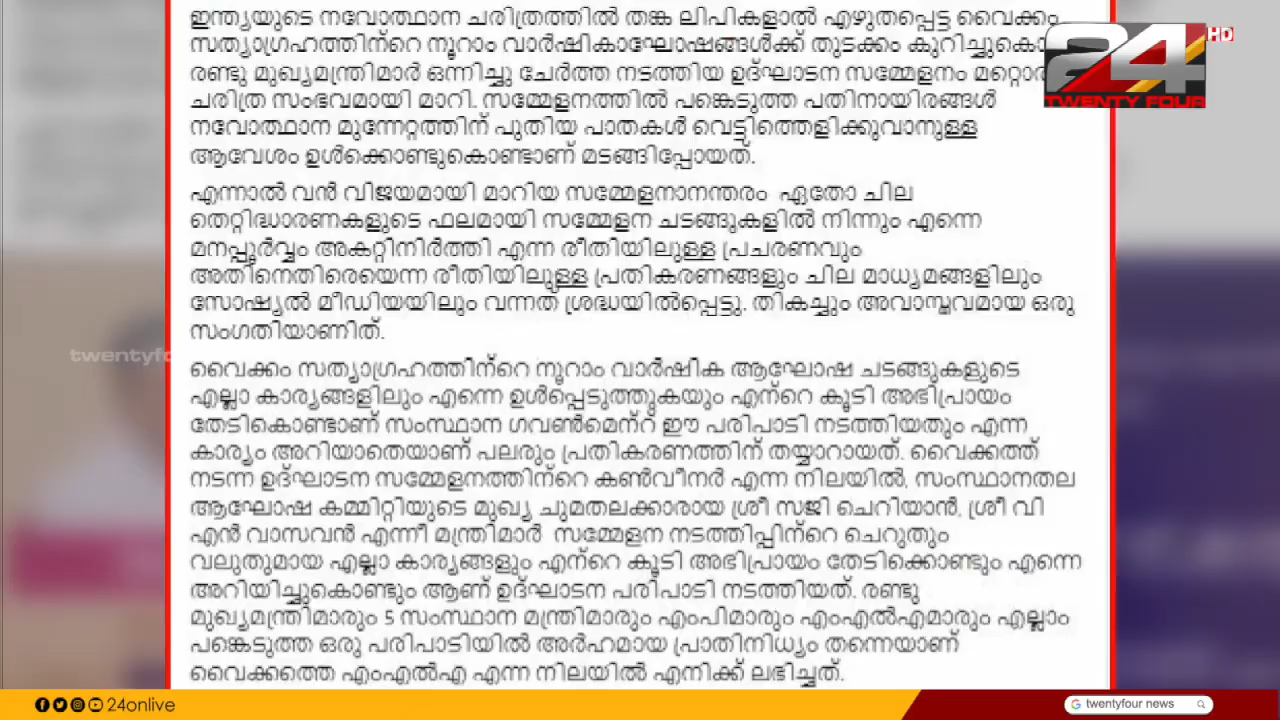 ഇന്ത്യയുടെ നവോത്ഥാന ചരിത്രത്തിൽ തങ്ക ലിപികളാൽ എഴുതപ്പെട്ട വൈക്കം
സത്യാഗ്രഹത്തിന്റെ നൂറാം വാർഷികാഘോഷങ്ങൾക്ക് തുടക്കം
രണ്ടു മുഖ്യമന്ത്രിമാർ ഒന്നിച്ചു ചേർത്ത നടത്തിയ ഉദ്ഘാടന സമ്മേളനം
ചരിത്ര സംഭവമായി മാറി. സമ്മേളനത്തിൽ പങ്കെടുത്ത പതിനായിരങ്ങൾ
നവോത്ഥാന മുന്നേറ്റത്തിന് പുതിയ പാതകൾ വെട്ടിത്തെളിക്കുവാനുള്ള
ആവേശം ഉൾക്കൊണ്ടുകൊണ്ടാണ് മടങ്ങിപ്പോയത്.
എന്നാൽ വൻ വിജയമായി മാറിയ സമ്മേളനാനന്തരം ഏതോ ചില
തെറ്റിദ്ധാരണകളുടെ ഫലമായി സമ്മേളന ചടങ്ങുകളിൽ നിന്നും എന്നെ
മനപ്പൂർവ്വം അകറ്റിനിർത്തി എന്ന രീതിയിലുള്ള പ്രചരണവും
അതിനെതിരെയെന്ന രീതിയിലുള്ള പ്രതികരണങ്ങളും ചില മാധ്യമങ്ങളിലും
സോഷ്യൽ മീഡിയയിലും വന്നത് ശ്രദ്ധയിൽപ്പെട്ടു. തികച്ചും അവാസ്തവമായ ഒരു
സംഗതിയാണിത്.
വൈക്കം സത്യാഗ്രഹത്തിന്റെ നൂറാം വാർഷിക ആഘോഷ ചടങ്ങുകളുടെ
എല്ലാ കാര്യങ്ങളിലും എന്നെ ഉൾപ്പെടുത്തുകയും എന്റെ കൂടി അഭിപ്രായം
തേടികൊണ്ടാണ് സംസ്ഥാന ഗവൺമെന്റ് ഈ പരിപാടി നടത്തിയതും എന്ന
കാര്യം അറിയാതെയാണ് പലരും പ്രതികരണത്തിന് തയ്യാറായത്. വൈക്കത്ത്
നടന്ന ഉദ്ഘാടന സമ്മേളനത്തിന്റെ കൺവീനർ എന്ന നിലയിൽ, സംസ്ഥാനതല
ആഘോഷ കമ്മിറ്റിയുടെ മുഖ്യ ചുമതലക്കാരായ ശ്രീ സജി ചെറിയാൻ, ശ്രീ വി
എൻ വാസവൻ എന്നീ മന്ത്രിമാർ സമ്മേളന നടത്തിപ്പിന്റെ ചെറുതും
വലുതുമായ എല്ലാ കാര്യങ്ങളും എന്റെ കൂടി അഭിപ്രായം തേടിക്കൊണ്ടും എന്നെ
അറിയിച്ചുകൊണ്ടും ആണ് ഉദ്ഘാടന പരിപാടി നടത്തിയത്. രണ്ടു
മുഖ്യമന്ത്രിമാരും 5 സംസ്ഥാന മന്ത്രിമാരും എംപിമാരും എംഎൽഎമാരും എല്ലാം
പങ്കെടുത്ത ഒരു പരിപാടിയിൽ അർഹമായ പ്രാതിനിധ്യം തന്നെയാണ്
വൈക്കത്തെ എംഎൽഎ എന്ന നിലയിൽ എനിക്ക് ലഭിച്ചത്.
24 HD
TWENTY FOUR
24onlive
twentyfour news